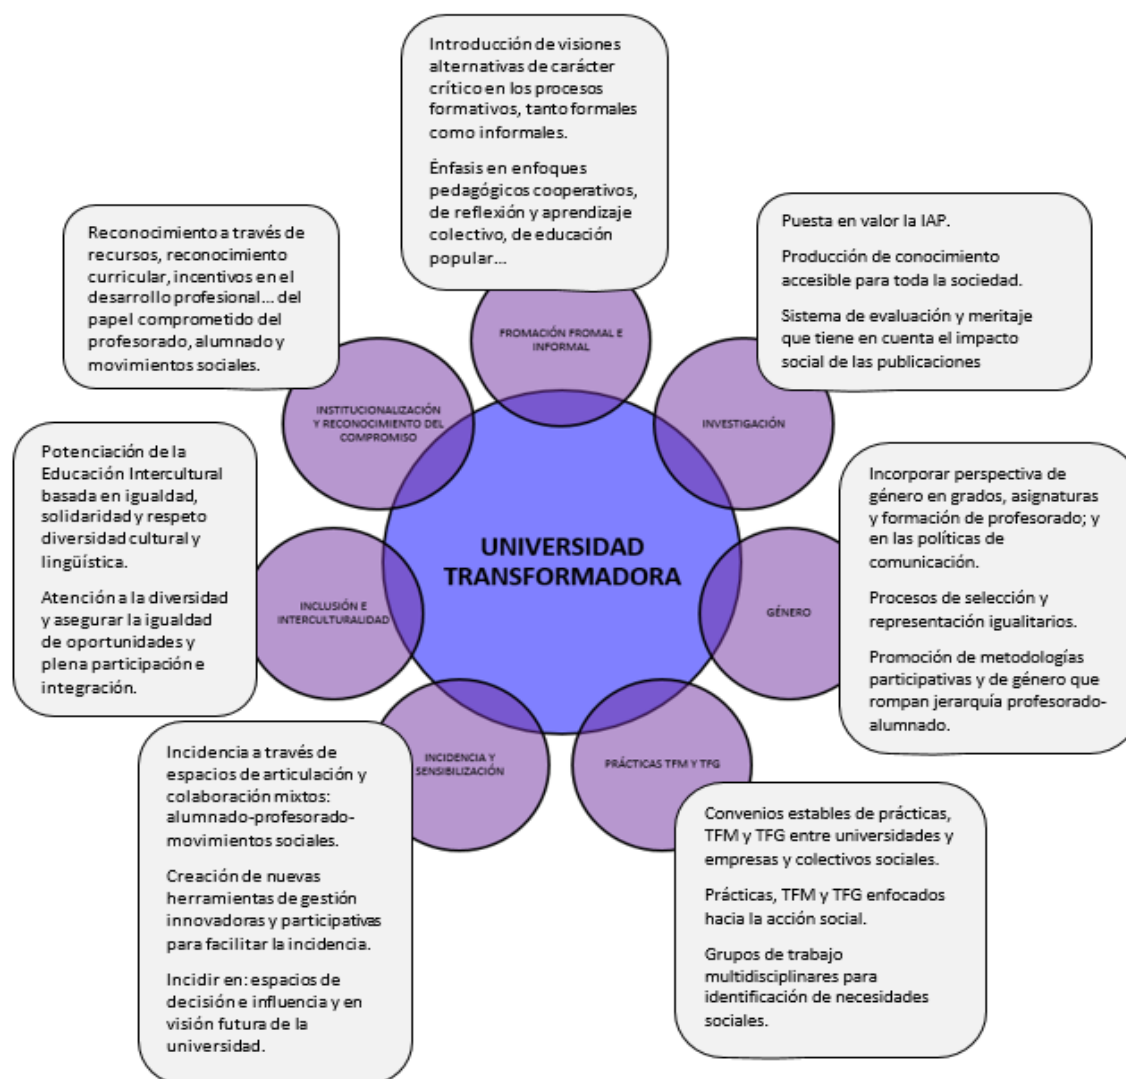 Introducción de visiones
alternativas de carácter
crítico en los procesos
formativos, tanto formales
como informales.
Énfasis en enfoques
pedagógicos cooperativos,
de reflexión y aprendizaje
colectivo, de educación
popular...
FROMACIÓN FROMAL E
INFORMAL
Puesta en valor la IAP.
Producción de conocimiento
accesible para toda la sociedad.
Sistema de evaluación y meritaje
que tiene en cuenta el impacto
social de las publicaciones
INVESTIGACIÓN
Incorporar perspectiva de
género en grados, asignaturas
y formación de profesorado; y
en las políticas de
comunicación.
Procesos de selección y
representación igualitarios.
Promoción de metodologías
participativas y de género que
rompan jerarquía profesorado-
alumnado.
GÉNERO
Convenios estables de prácticas,
TFM y TFG entre universidades y
empresas y colectivos sociales.
Prácticas, TFM y TFG enfocados
hacia la acción social.
Grupos de trabajo
multidisciplinares para
identificación de necesidades
sociales.
PRÁCTICAS TFM Y TFG
Incidencia a través de
espacios de articulación y
colaboración mixtos:
alumnado-profesorado-
movimientos sociales.
Creación de nuevas
herramientas de gestión
innovadoras y participativas
para facilitar la incidencia.
Incidir en: espacios de
decisión e influencia y en
visión futura de la
universidad.
INCIDENCIA Y
SENSIBILIZACIÓN
Potenciación de la
Educación Intercultural
basada en igualdad,
solidaridad y respeto
diversidad cultural y
lingüística.
Atención a la diversidad
y asegurar la igualdad
de oportunidades y
plena participación e
integración.
INCLUSIÓN E
INTERCULTURALIDAD
Reconocimiento a través de
recursos, reconocimiento
curricular, incentivos en el
desarrollo profesional... del
papel comprometido del
profesorado, alumnado y
movimientos sociales.
INSTITUCIONALIZACIÓN
Y RECONOCIMIENTO DEL
COMPROMISO
UNIVERSIDAD
TRANSFORMADORA